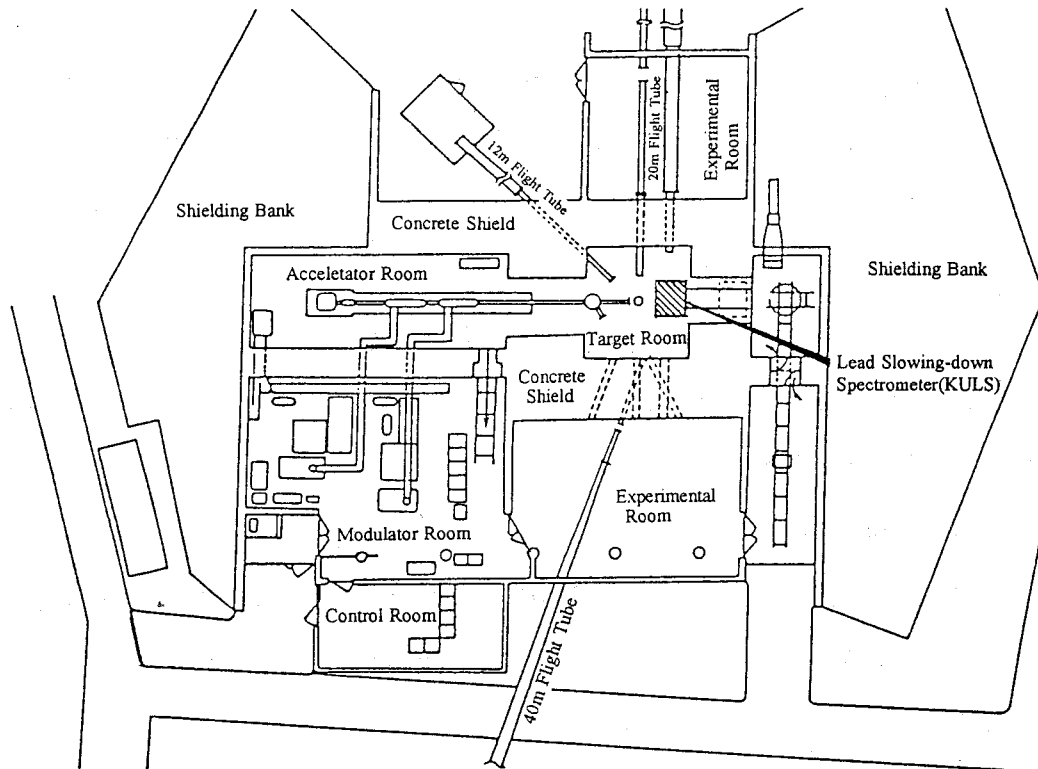 12m Flight Tube
20m Flight Tube
Experimental
Room
Shielding Bank
Concrete Shield
Acceletator Room
Shielding Bank
Target Room
Lead Slowing-down
Spectrometer(KULS)
Concrete
Shield
Experimental
Room
Modulator Room
Control Room
40m Flight Tube